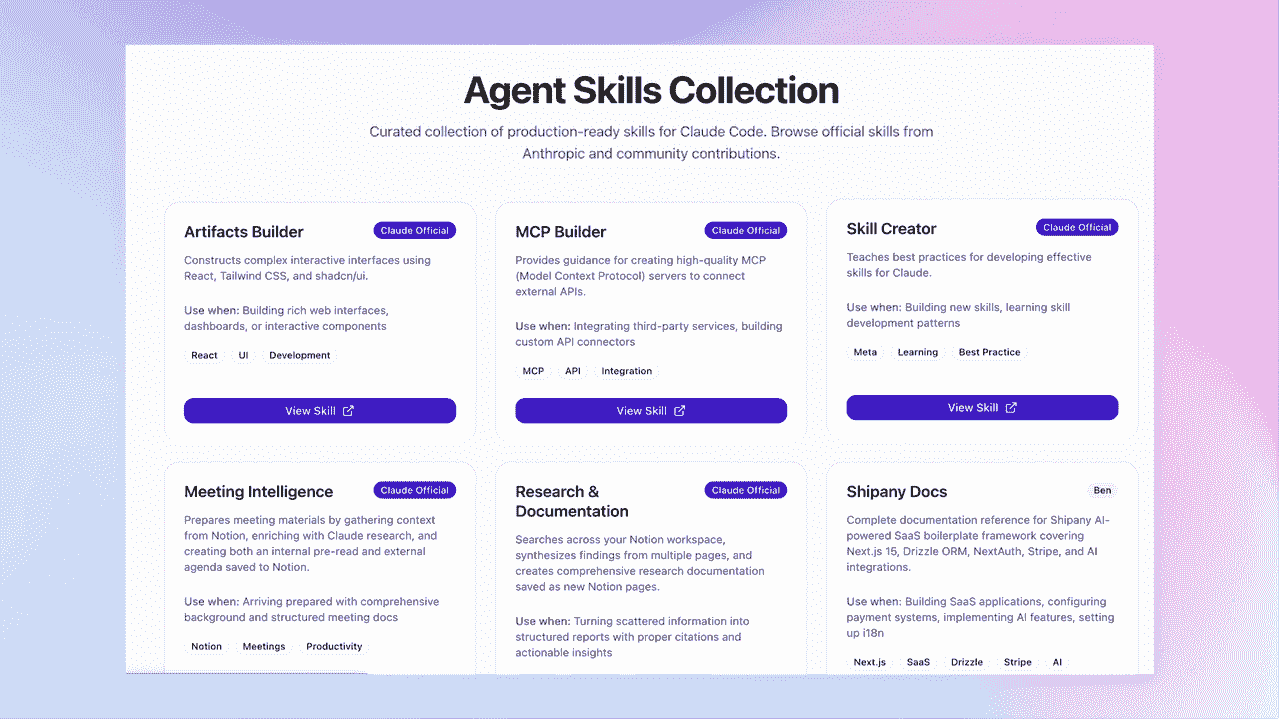 Agent Skills Collection
Curated collection of production-ready skills for Claude Code. Browse official skills from
Anthropic and community contributions.
Artifacts Builder
Claude Official
Constructs complex interactive interfaces using
React, Tailwind CSS, and shadcn/ui.
Use when: Building rich web interfaces,
dashboards, or interactive components
React UI Development
View Skill
MCP Builder
Claude Official
Provides guidance for creating high-quality MCP
(Model Context Protocol) servers to connect
external APIs.
Use when: Integrating third-party services, building
custom API connectors
MCP API Integration
View Skill
Skill Creator
Claude Official
Teaches best practices for developing effective
skills for Claude.
Use when: Building new skills, learning skill
development patterns
Meta Learning Best Practice
View Skill
Meeting Intelligence
Claude Official
Prepares meeting materials by gathering context
from Notion, enriching with Claude research, and
creating both an internal pre-read and external
agenda saved to Notion.
Use when: Arriving prepared with comprehensive
background and structured meeting docs
Notion Meetings Productivity
Research &
Documentation
Claude Official
Searches across your Notion workspace,
synthesizes findings from multiple pages, and
creates comprehensive research documentation
saved as new Notion pages.
Use when: Turning scattered information into
structured reports with proper citations and
actionable insights
Shipany Docs
Ben
Complete documentation reference for Shipany AI-
powered SaaS boilerplate framework covering
Next.js 15, Drizzle ORM, NextAuth, Stripe, and AI
integrations.
Use when: Building SaaS applications, configuring
payment systems, implementing AI features, setting
up i18n
Next.js SaaS Drizzle Stripe AI